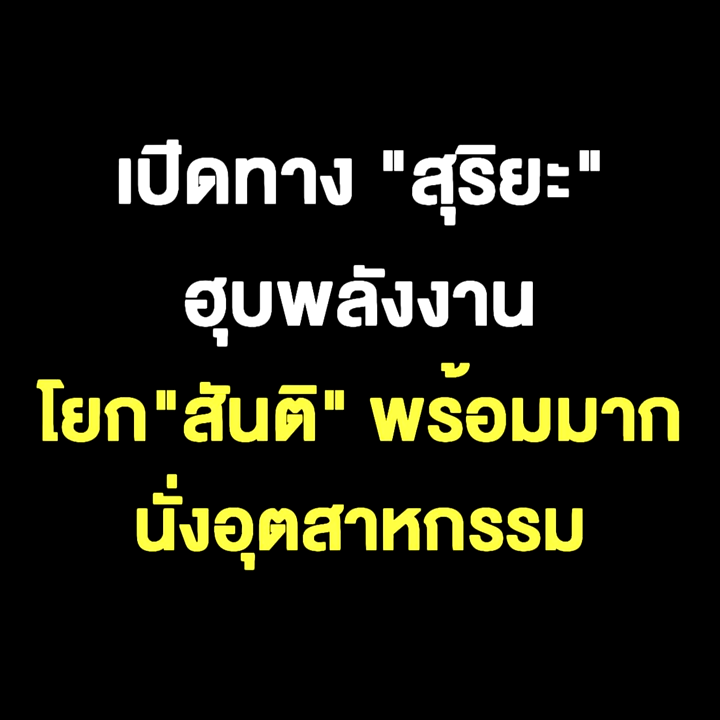 เปิดทาง "สุริยะ"
ฮุบพลังงาน
โยก"สันติ" พร้อมมาก
นั่งอุตสาหกรรม